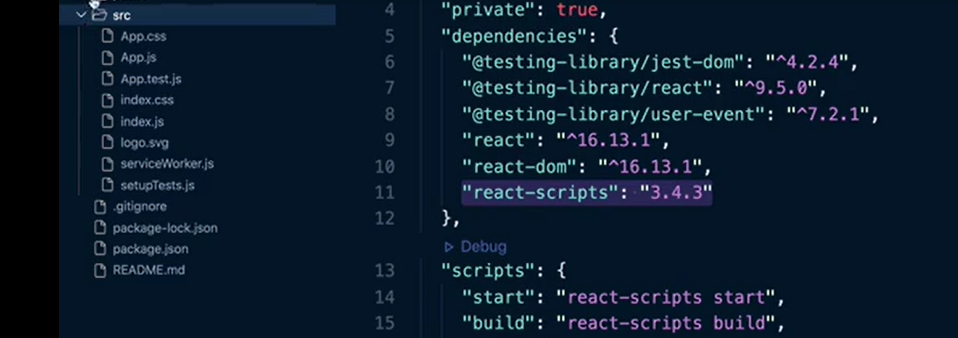 src
App.css
App.js
App.test.js
index.css
index.js
logo.svg
serviceWorker.js
setupTests.js
.gitignore
package-lock.json
package.json
README.md
4 "private": true,
5 "dependencies": {
6 "@testing-library/jest-dom": "^4.2.4",
7 "@testing-library/react": "^9.5.0",
8 "@testing-library/user-event": "^7.2.1",
9 "react": "^16.13.1",
10 "react-dom": "^16.13.1",
11 "react-scripts": "3.4.3"
12 },
Debug
13 "scripts": {
14 "start": "react-scripts start",
15 "build": "react-scripts build",